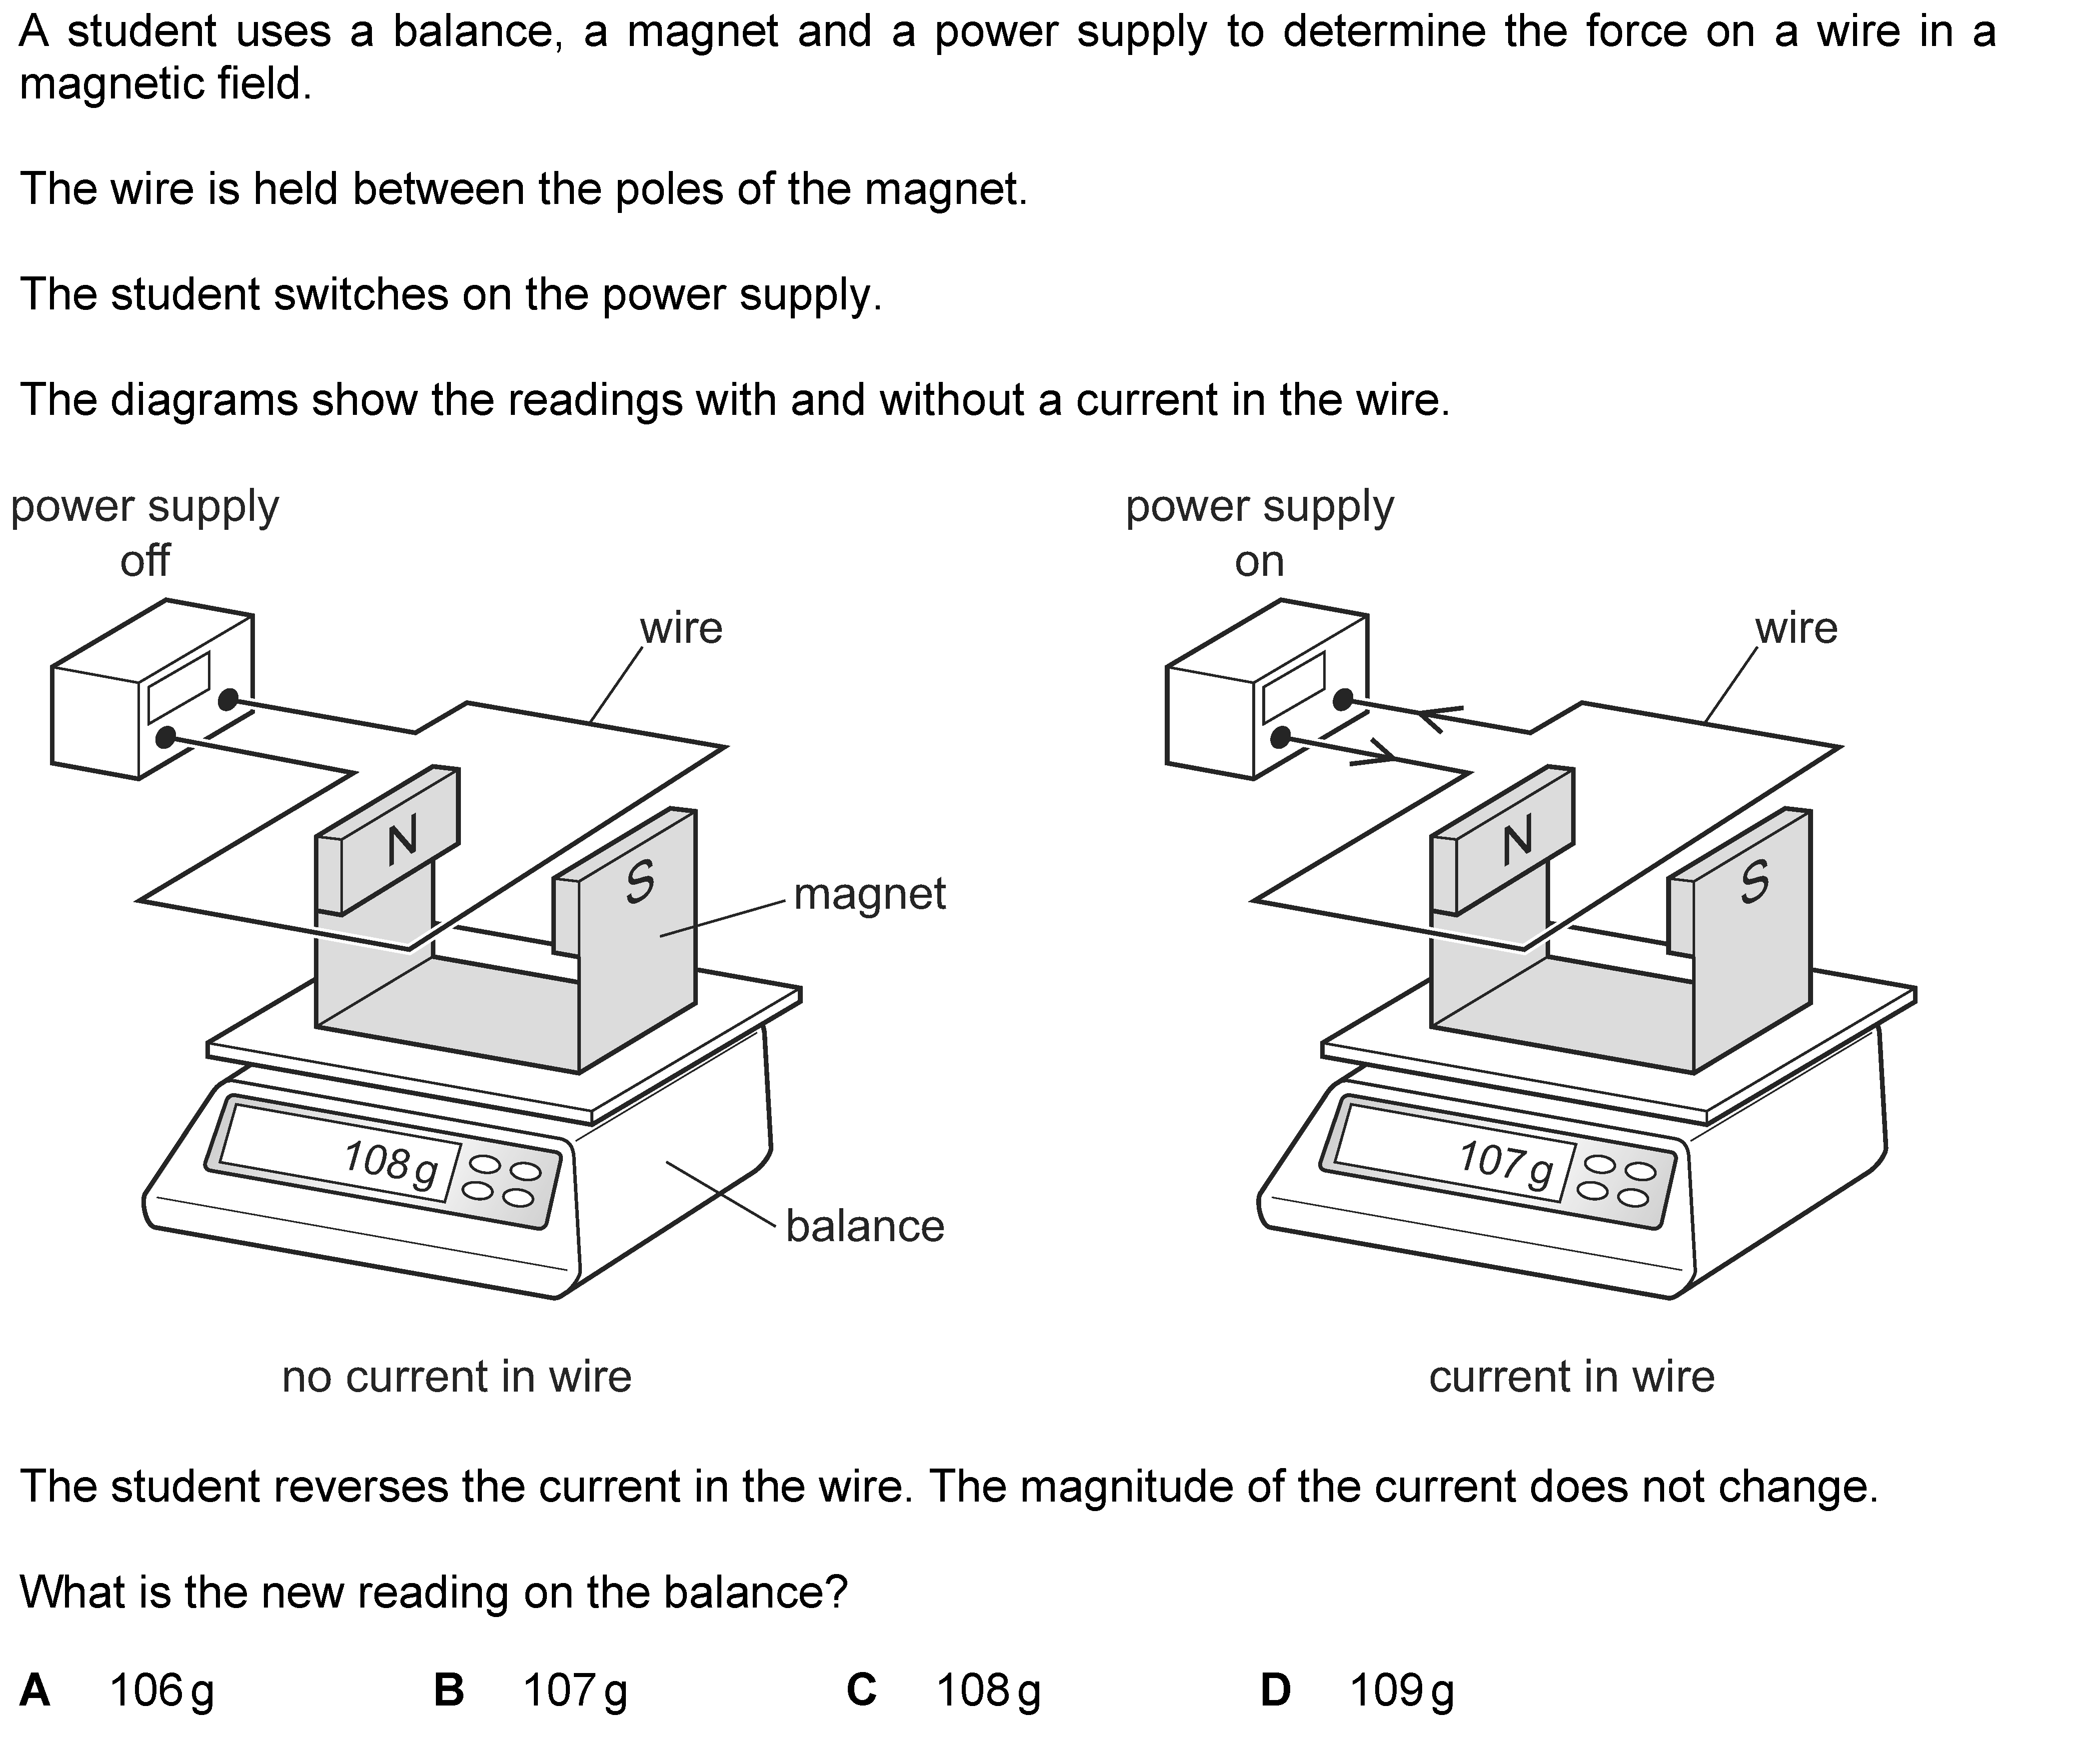 A student uses a balance, a magnet and a power supply to determine the force on a wire in a
magnetic field.
The wire is held between the poles of the magnet.
The student switches on the power supply.
The diagrams show the readings with and without a current in the wire.
power supply
off
wire
N
S
magnet
108 g
balance
no current in wire
power supply
on
wire
N
S
107 g
current in wire
The student reverses the current in the wire. The magnitude of the current does not change.
What is the new reading on the balance?
A 106 g B 107 g C 108 g D 109 g